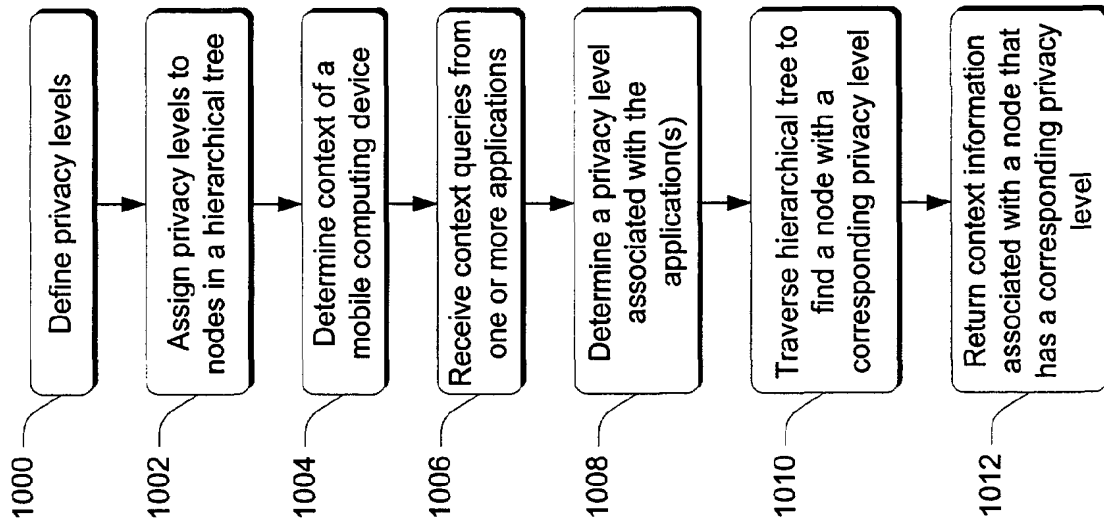 1000
Define privacy levels
1002
Assign privacy levels to
nodes in a hierarchical tree
1004
Determine context of a
mobile computing device
1006
Receive context queries from
one or more applications
1008
Determine a privacy level
associated with the
application(s)
1010
Traverse hierarchical tree to
find a node with a
corresponding privacy level
1012
Return context information
associated with a node that
has a corresponding privacy
level